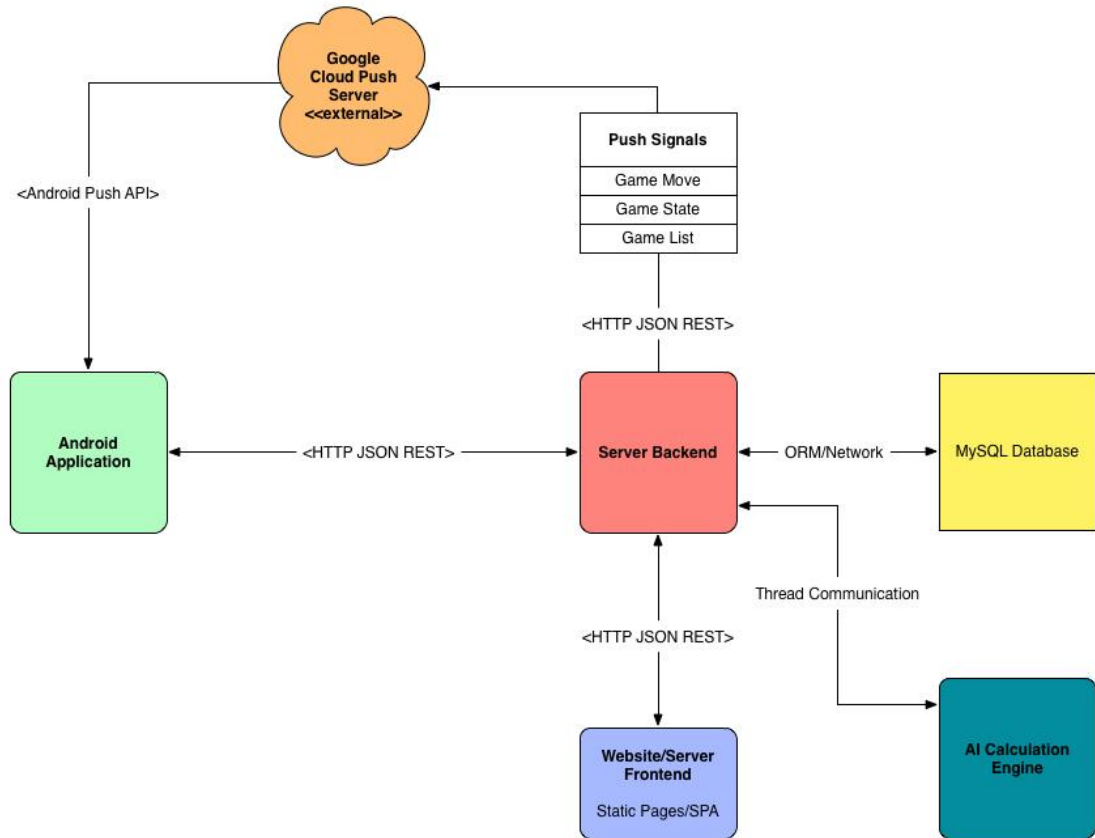 Google
Cloud Push
Server
<<external>>
Push Signals
Game Move
Game State
Game List
<Android Push API>
<HTTP JSON REST>
Android
Application
<HTTP JSON REST>
Server Backend
ORM/Network
MySQL Database
Thread Communication
<HTTP JSON REST>
Website/Server
Frontend
Static Pages/SPA
AI Calculation
Engine